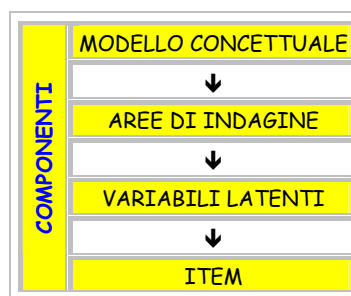 COMPONENTI
MODELLO CONCETTUALE
AREE DI INDAGINE
VARIABILI LATENTI
ITEM